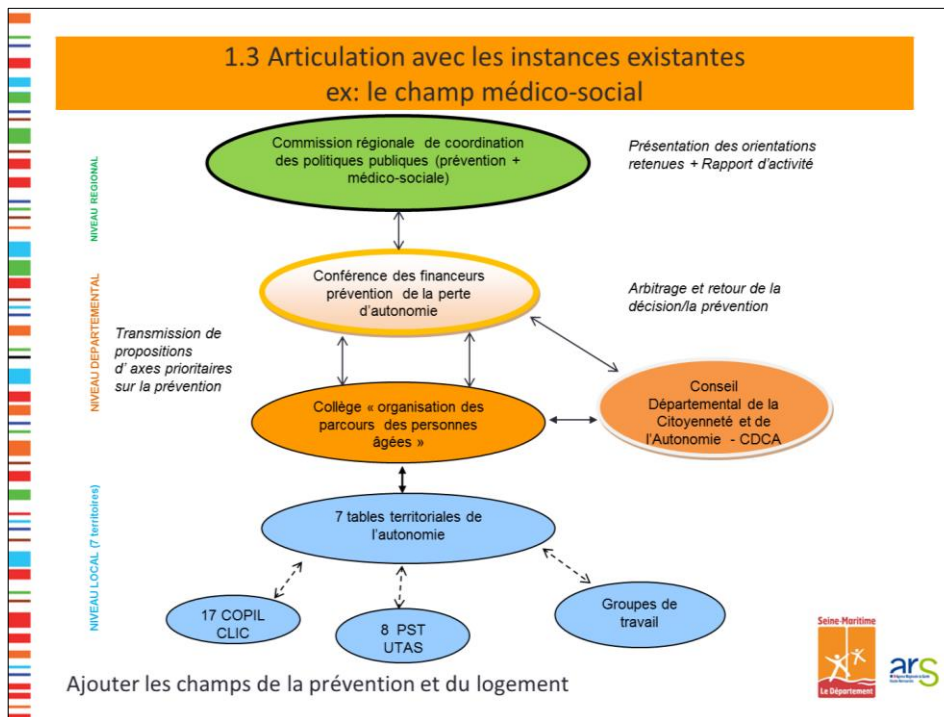 1.3 Articulation avec les instances existantes
ex: le champ médico-social
NIVEAU REGIONAL
Commission régionale de coordination
des politiques publiques (prévention +
médico-sociale)
Présentation des orientations
retenues + Rapport d’activité
NIVEAU DEPARTEMENTAL
Conférence des financeurs
prévention de la perte
d’autonomie
Arbitrage et retour de la
décision/la prévention
Transmission de
propositions
d’ axes prioritaires
sur la prévention
Collège « organisation des
parcours des personnes
âgées »
Conseil
Départemental de la
Citoyenneté et de
l’Autonomie - CDCA
NIVEAU LOCAL (7 territoires)
7 tables territoriales de
l’autonomie
17 COPIL
CLIC
8 PST
UTAS
Groupes de
travail
Ajouter les champs de la prévention et du logement
Seine-Maritime
Le Département
ars